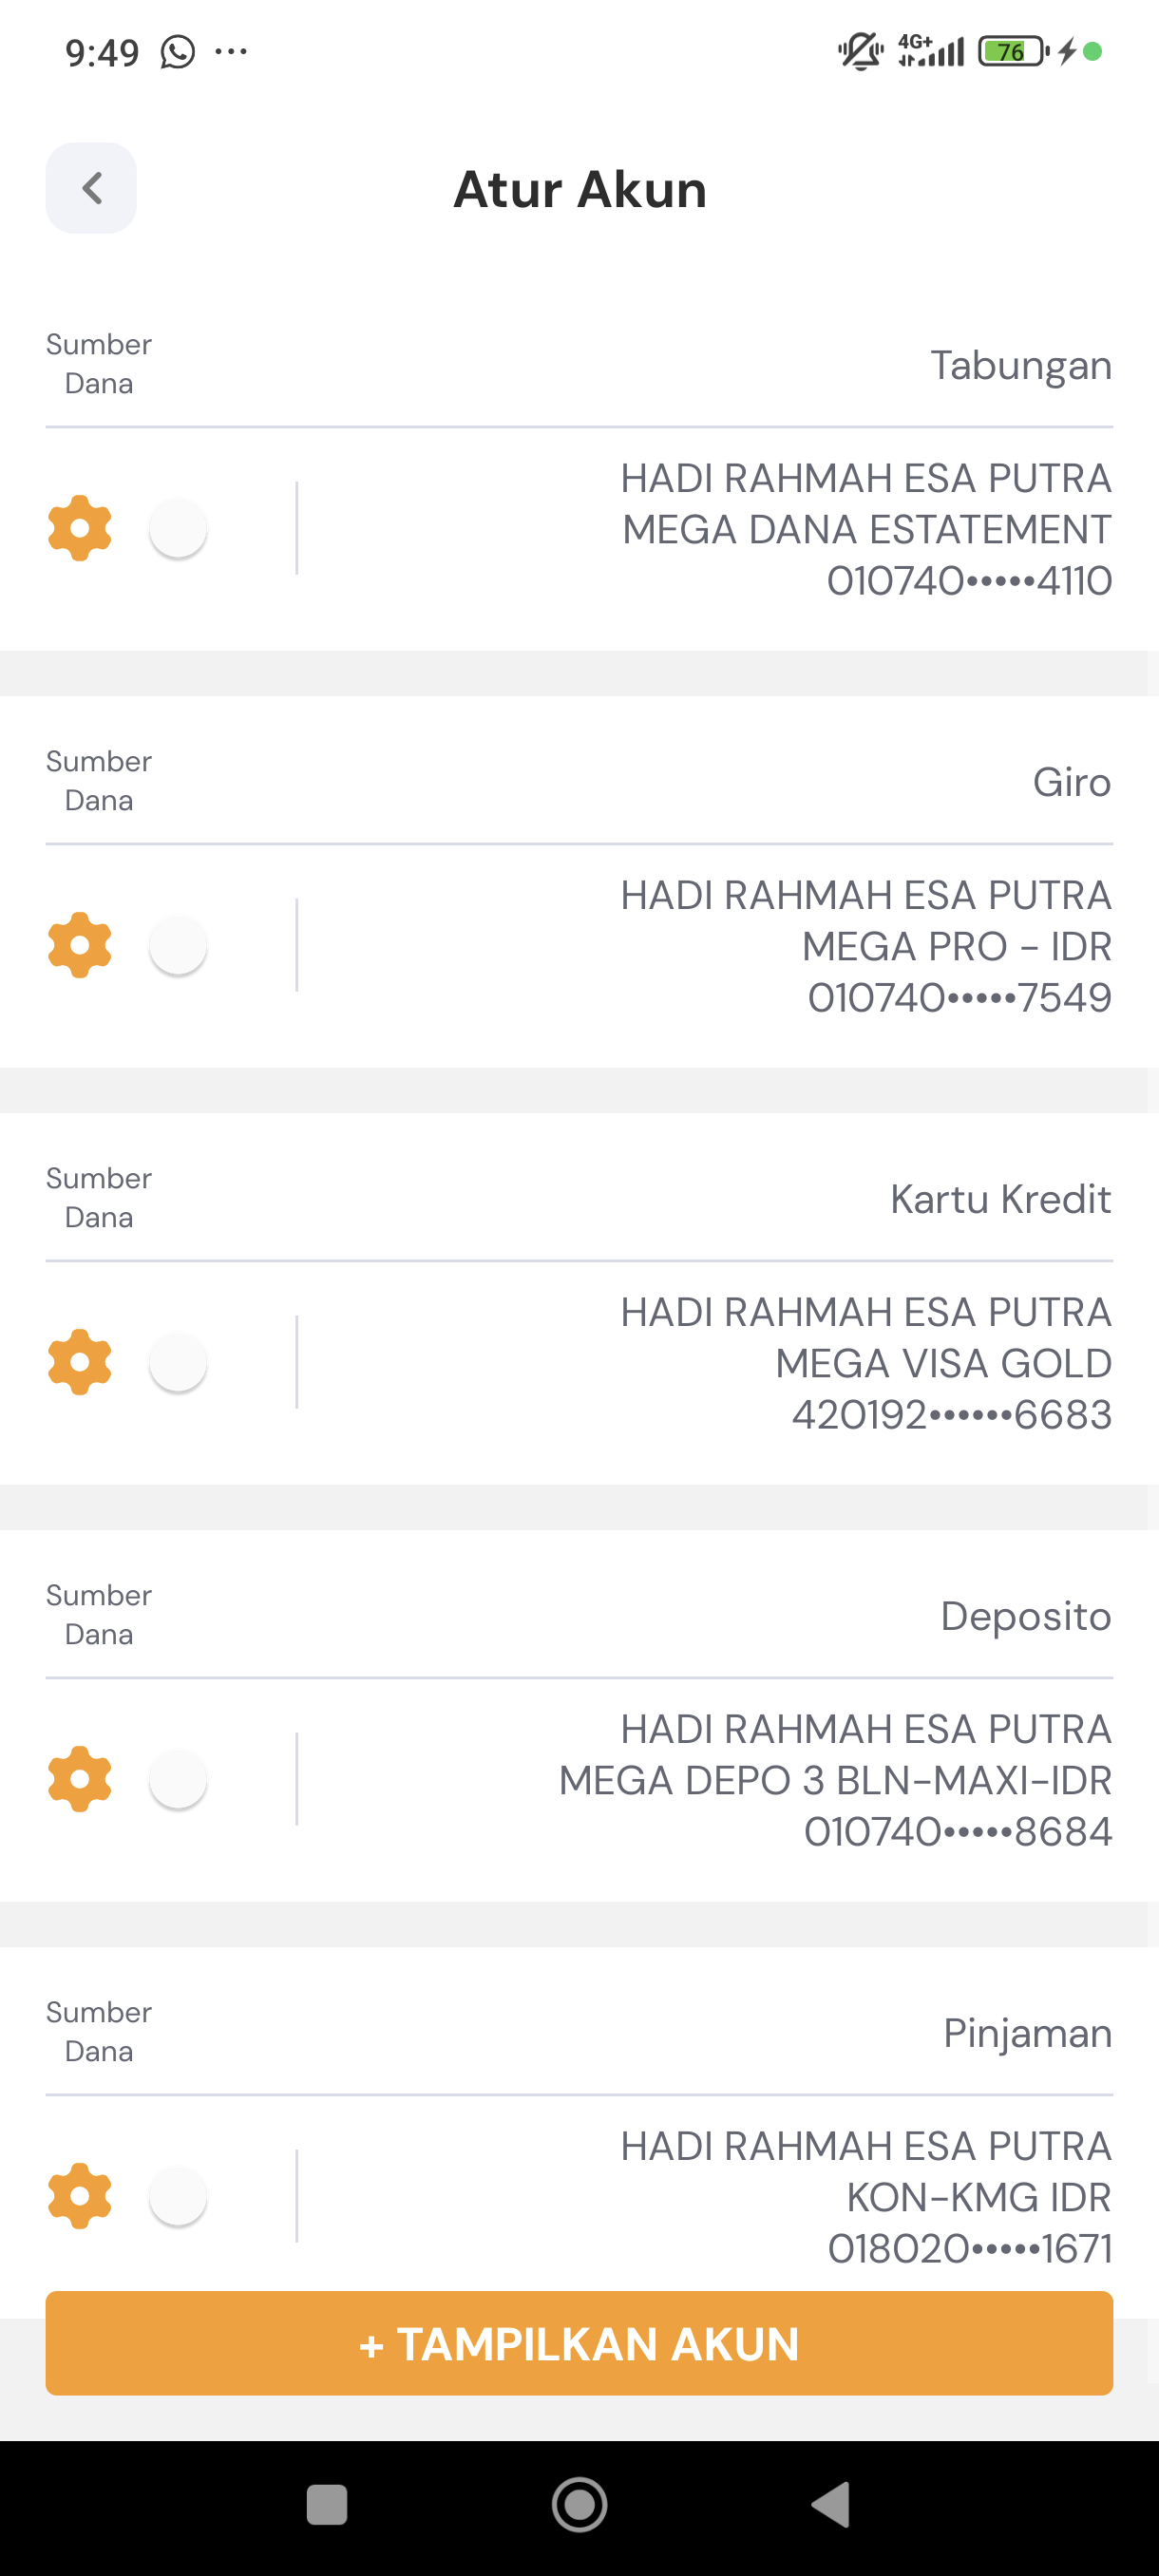 9:49
4G+
76
Atur Akun
Sumber
Dana
Tabungan
HADI RAHMAH ESA PUTRA
MEGA DANA ESTATEMENT
010740•••••4110
Sumber
Dana
Giro
HADI RAHMAH ESA PUTRA
MEGA PRO - IDR
010740•••••7549
Sumber
Dana
Kartu Kredit
HADI RAHMAH ESA PUTRA
MEGA VISA GOLD
420192••••••6683
Sumber
Dana
Deposito
HADI RAHMAH ESA PUTRA
MEGA DEPO 3 BLN-MAXI-IDR
010740•••••8684
Sumber
Dana
Pinjaman
HADI RAHMAH ESA PUTRA
KON-KMG IDR
018020•••••1671
+ TAMPILKAN AKUN